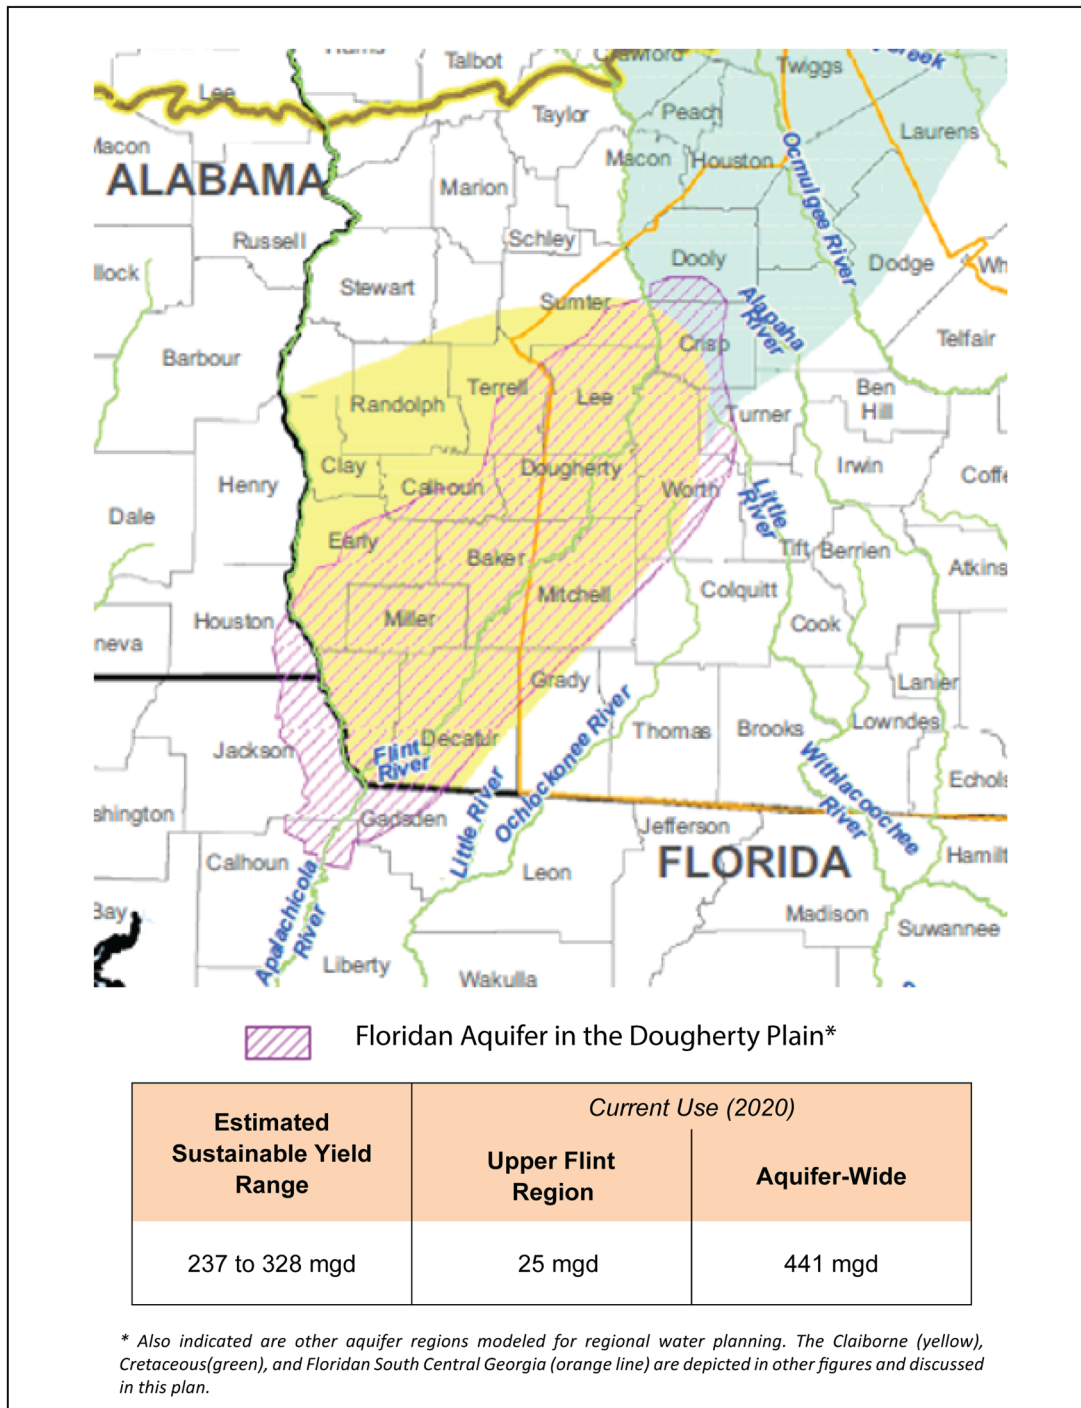 Talbot
Crawford
Twiggs
Creek
Lee
Peach
Taylor
Laurens
Macon
Macon
Houston
ALABAMA
Marion
Ocmulgee River
Russell
Schley
Dooly
Dodge
Stewart
Sumter
Alapaha
River
Telfair
Barbour
Crisp
Terrell
Lee
Ben
Hill
Randolph
Turner
Clay
Dougherty
Irwin
Henry
Calhoun
Worth
Little
River
Dale
Early
Baker
Tift
Berrien
Atkins
Mitchell
Colquitt
Houston
Miller
Cook
neva
Grady
Lanier
Jackson
Decatur
Thomas
Brooks
Lowndes
Flint
River
Echols
Little River
Ochlockonee River
Withlacoochee
River
shington
Gadsden
Jefferson
Calhoun
Leon
FLORIDA
Hamilt
Bay
Apalachicola
River
Madison
Suwannee
Liberty
Wakulla
Floridan Aquifer in the Dougherty Plain*
Estimated
Sustainable Yield
Range
Current Use (2020)
Upper Flint
Region
Aquifer-Wide
237 to 328 mgd
25 mgd
441 mgd
* Also indicated are other aquifer regions modeled for regional water planning. The Claiborne (yellow),
Cretaceous(green), and Floridan South Central Georgia (orange line) are depicted in other figures and discussed
in this plan.